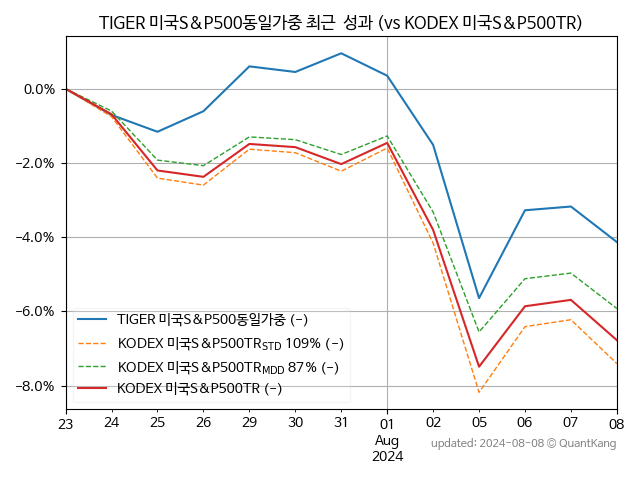 TIGER 미국S&P500동일가중 최근 성과 (vs KODEX 미국S&P500TR)
0.0%
−2.0%
−4.0%
−6.0%
−8.0%
TIGER 미국S&P500동일가중 (-)
KODEX 미국S&P500TRSTD 109% (-)
KODEX 미국S&P500TRMDD 87% (-)
KODEX 미국S&P500TR (-)
23 24 25 26 29 30 31 01 02 05 06 07 08
Aug
2024
updated: 2024-08-08 @ QuantKang